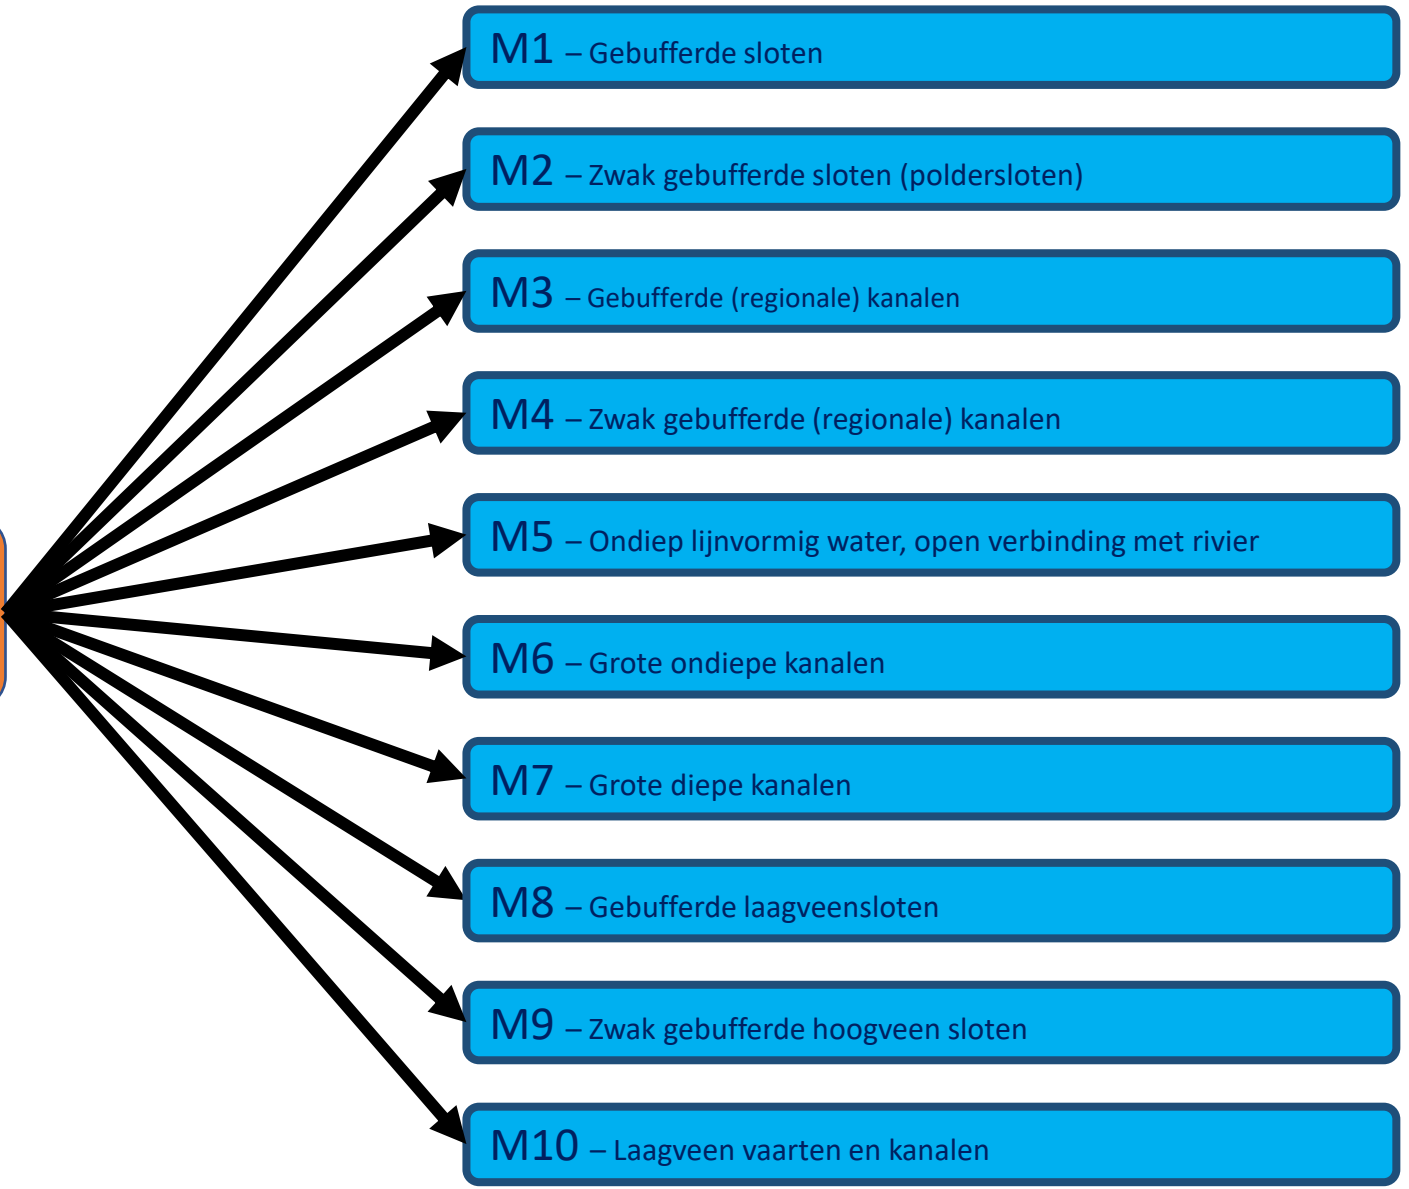 M1 – Gebufferde sloten
M2 – Zwak gebufferde sloten (poldersloten)
M3 – Gebufferde (regionale) kanalen
M4 – Zwak gebufferde (regionale) kanalen
M5 – Ondiep lijnvormig water, open verbinding met rivier
M6 – Grote ondiepe kanalen
M7 – Grote diepe kanalen
M8 – Gebufferde laagveensloten
M9 – Zwak gebufferde hoogveen sloten
M10 – Laagveen vaarten en kanalen